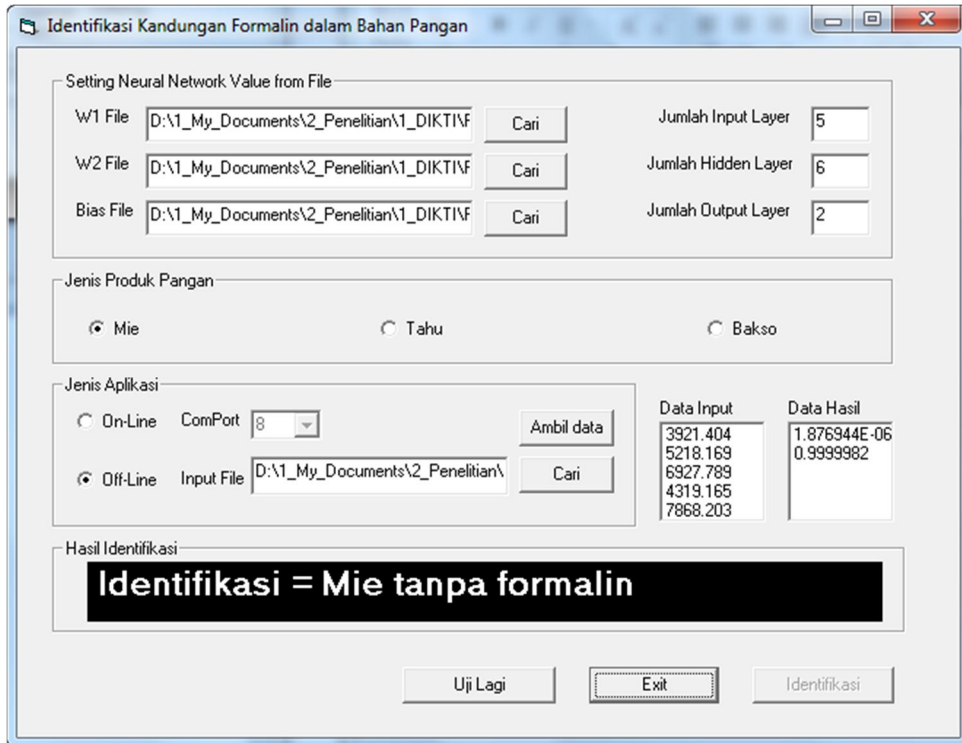 Identifikasi Kandungan Formalin dalam Bahan Pangan
Setting Neural Network Value from File
W1 File D:\1_My_Documents\2_Penelitian\1_DIKTI\F Cari Jumlah Input Layer 5
W2 File D:\1_My_Documents\2_Penelitian\1_DIKTI\F Cari Jumlah Hidden Layer 6
Bias File D:\1_My_Documents\2_Penelitian\1_DIKTI\F Cari Jumlah Output Layer 2
Jenis Produk Pangan
Mie Tahu Bakso
Jenis Aplikasi
On-Line ComPort 8 Ambil data
Off-Line Input File D:\1_My_Documents\2_Penelitian\ Cari
Data Input
3921.404
5218.169
6927.789
4319.165
7868.203
Data Hasil
1.876944E-06
0.9999982
Hasil Identifikasi
Identifikasi = Mie tanpa formalin
Uji Lagi Exit Identifikasi